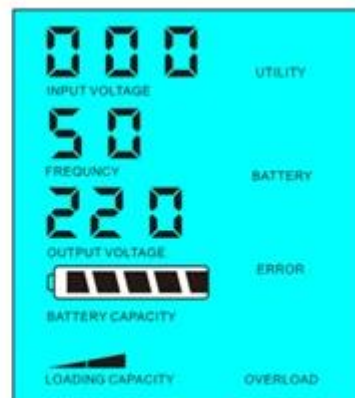 000
INPUT VOLTAGE
UTILITY
50
FREQUNCY
BATTERY
220
OUTPUT VOLTAGE
ERROR
BATTERY CAPACITY
LOADING CAPACITY
OVERLOAD